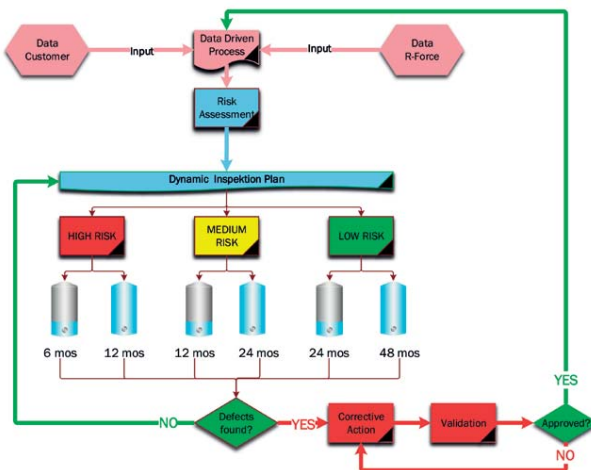 Data
Customer
Input
Data Driven
Process
Input
Data
R-Force
Risk
Assessment
Dynamic Inspektion Plan
HIGH RISK
MEDIUM
RISK
LOW RISK
6 mos
12 mos
12 mos
24 mos
24 mos
48 mos
NO
Defects
found?
YES
Corrective
Action
Validation
Approved?
YES
NO